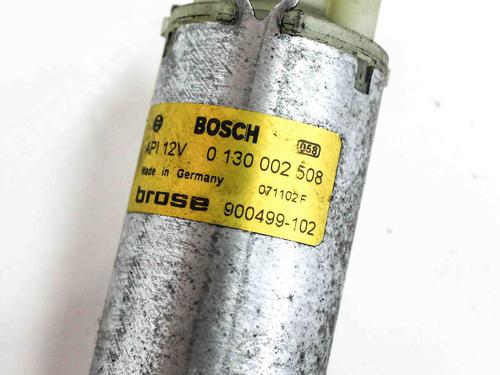 BOSCH
058
API 12V 0 130 002 508
Made in Germany 071102 F
brose 900499-102